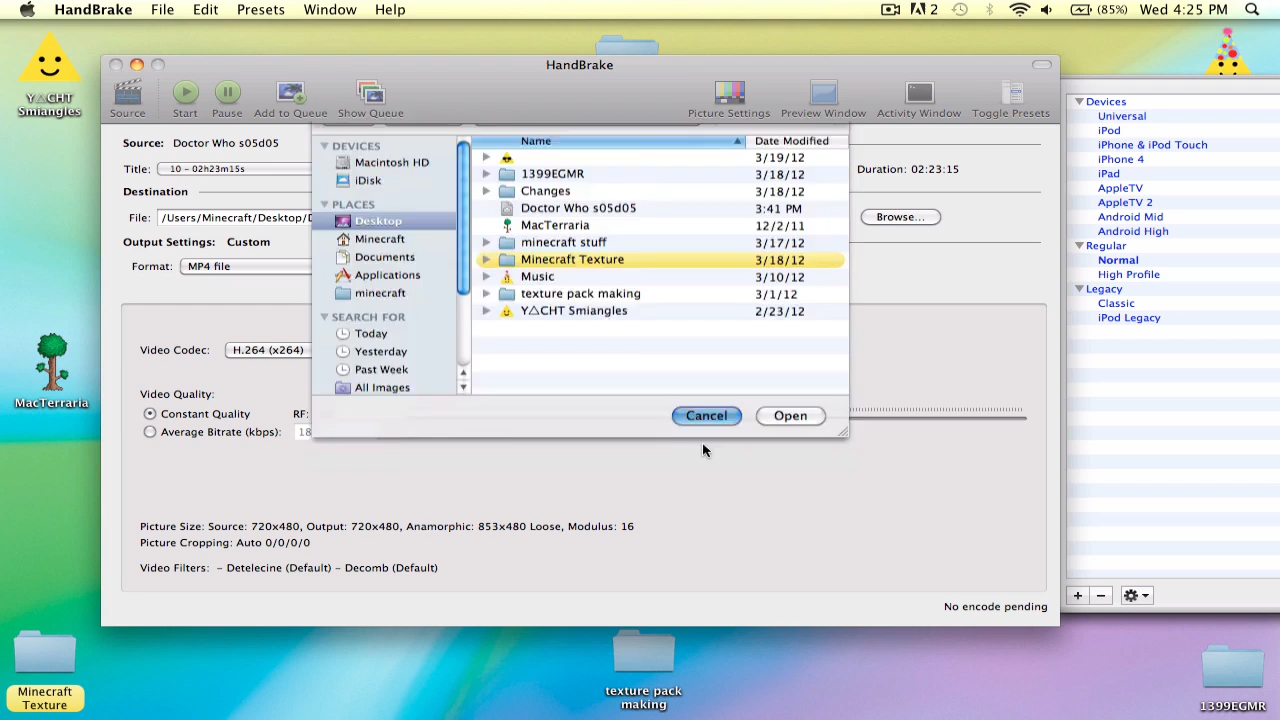 HandBrake File Edit Presets Window Help 2 (85%) Wed 4:25 PM
HandBrake
Source Start Pause Add to Queue Show Queue Picture Settings Preview Window Activity Window Toggle Presets
Source: Doctor Who s05d05
Title: 10 - 02h23m15s
Duration: 02:23:15
Destination
File: /Users/Minecraft/Desktop/D
Browse...
Output Settings: Custom
Format: MP4 file
Video Codec: H.264 (x264)
Video Quality:
Constant Quality RF:
Average Bitrate (kbps): 18
Picture Size: Source: 720x480, Output: 720x480, Anamorphic: 853x480 Loose, Modulus: 16
Picture Cropping: Auto 0/0/0/0
Video Filters: - Detelecine (Default) - Decomb (Default)
No encode pending
DEVICES
Macintosh HD
iDisk
PLACES
Desktop
Minecraft
Documents
Applications
minecraft
SEARCH FOR
Today
Yesterday
Past Week
All Images
Name Date Modified
3/19/12
1399EGMR 3/18/12
Changes 3/18/12
Doctor Who s05d05 3:41 PM
MacTerraria 12/2/11
minecraft stuff 3/17/12
Minecraft Texture 3/18/12
Music 3/10/12
texture pack making 3/1/12
Y△CHT Smiangles 2/23/12
Cancel Open
Devices
Universal
iPod
iPhone & iPod Touch
iPhone 4
iPad
AppleTV
AppleTV 2
Android Mid
Android High
Regular
Normal
High Profile
Legacy
Classic
iPod Legacy
Y△CHT
Smiangles
MacTerraria
Minecraft
Texture
texture pack
making
1399EGMR